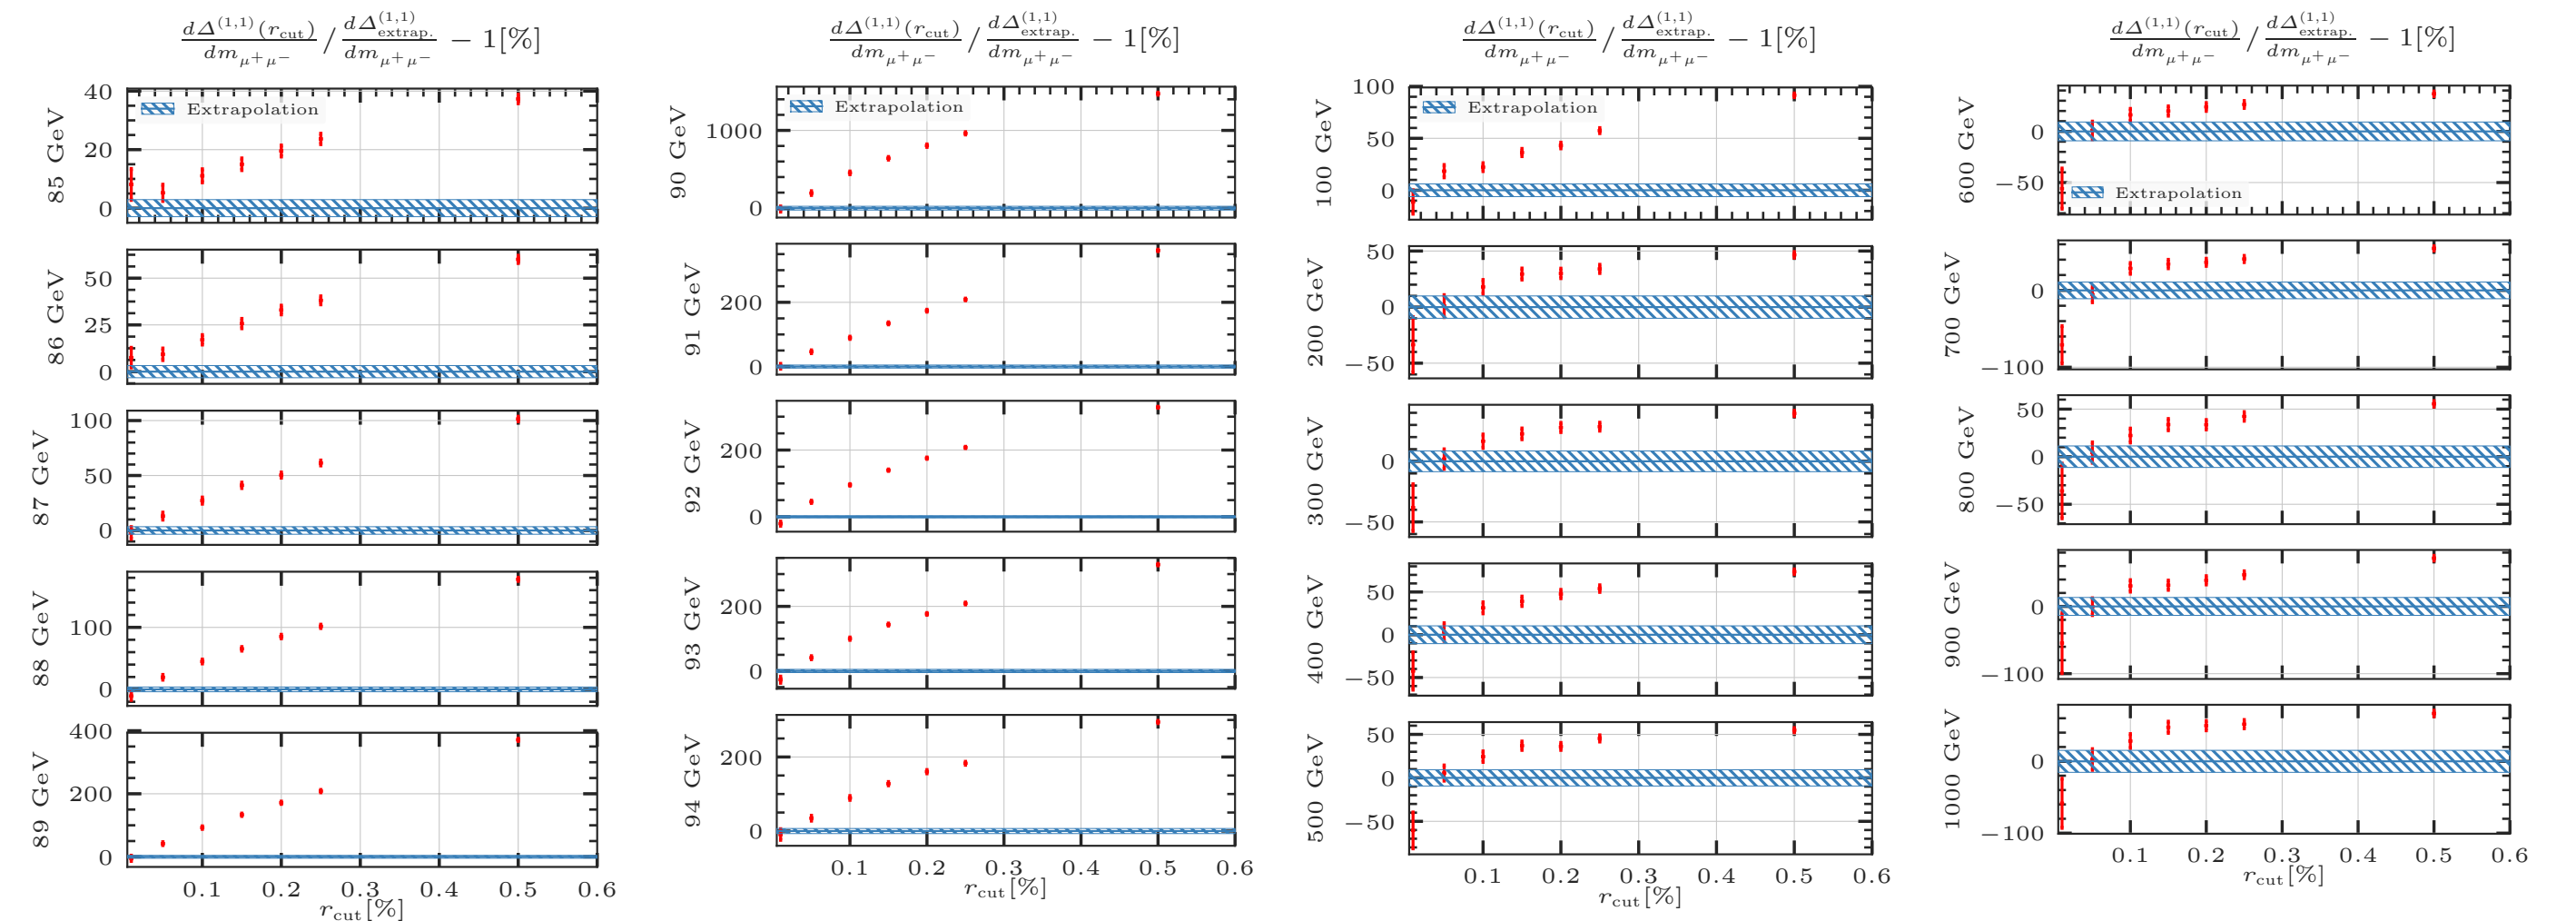 dΔ^(1,1)(r_cut)/dm_μ+μ− / dΔ^(1,1)_extrap./dm_μ+μ− − 1[%]
40
20
0
85 GeV
Extrapolation
50
25
0
86 GeV
100
50
0
87 GeV
100
0
88 GeV
400
200
0
89 GeV
0.1 0.2 0.3 0.4 0.5 0.6
r_cut[%]
dΔ^(1,1)(r_cut)/dm_μ+μ− / dΔ^(1,1)_extrap./dm_μ+μ− − 1[%]
1000
0
90 GeV
Extrapolation
200
0
91 GeV
200
0
92 GeV
200
0
93 GeV
200
0
94 GeV
0.1 0.2 0.3 0.4 0.5 0.6
r_cut[%]
dΔ^(1,1)(r_cut)/dm_μ+μ− / dΔ^(1,1)_extrap./dm_μ+μ− − 1[%]
100
50
0
100 GeV
Extrapolation
50
0
−50
200 GeV
0
−50
300 GeV
50
0
−50
400 GeV
50
0
−50
500 GeV
0.1 0.2 0.3 0.4 0.5 0.6
r_cut[%]
dΔ^(1,1)(r_cut)/dm_μ+μ− / dΔ^(1,1)_extrap./dm_μ+μ− − 1[%]
0
−50
600 GeV
Extrapolation
0
−100
700 GeV
50
0
−50
800 GeV
0
−100
900 GeV
0
−100
1000 GeV
0.1 0.2 0.3 0.4 0.5 0.6
r_cut[%]